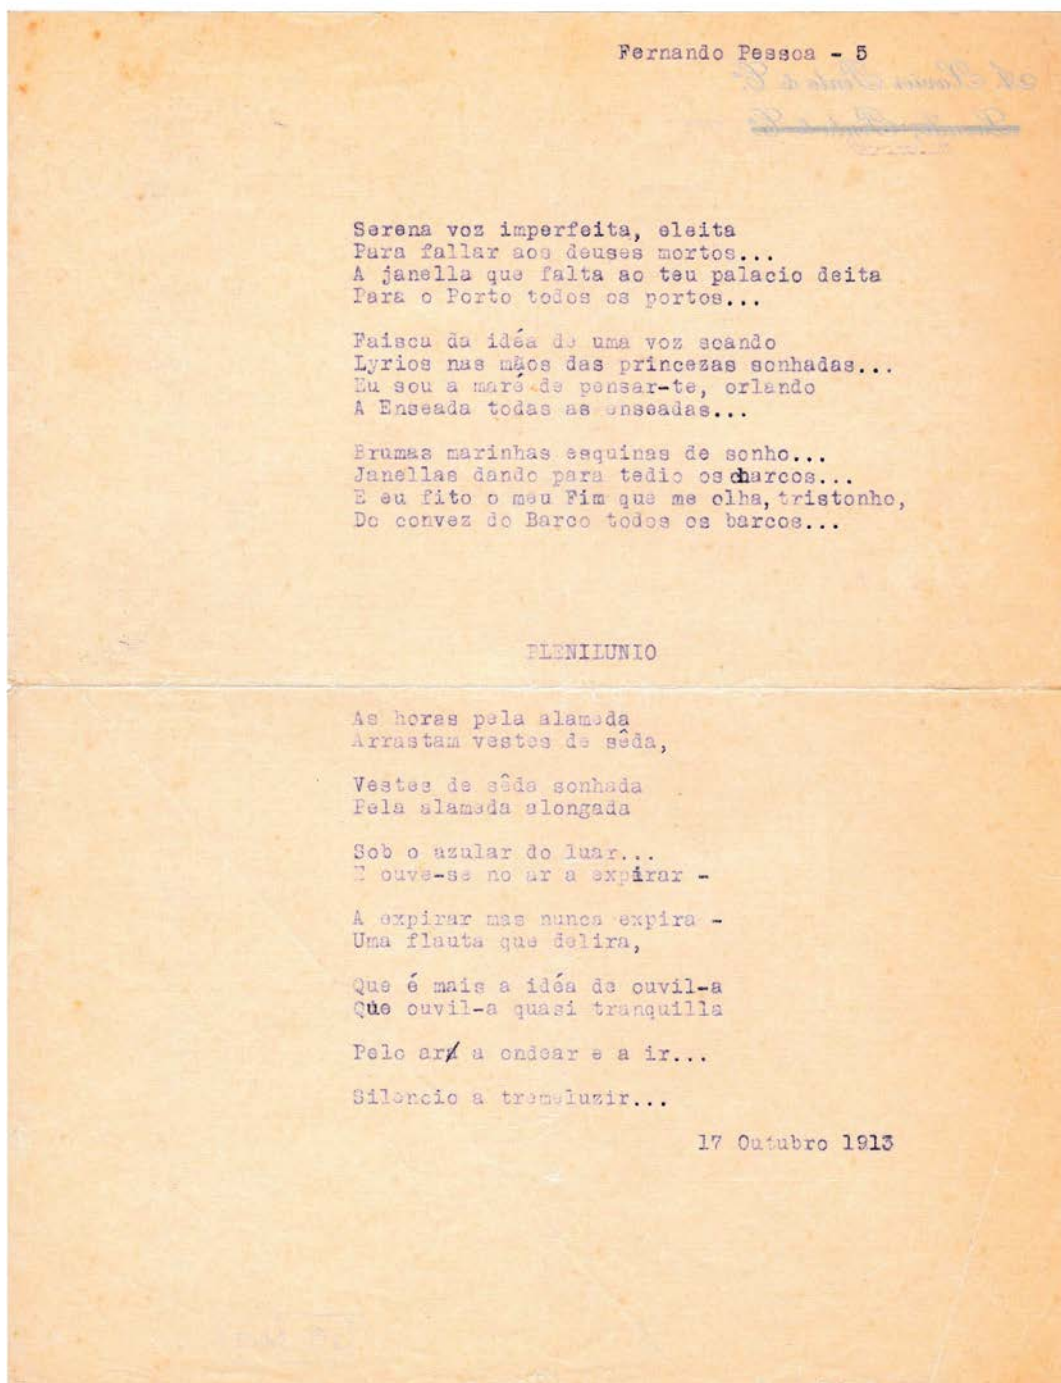 Fernando Pessoa - 5
Serena voz imperfeita, eleita
Para fallar aos deuses mortos...
A janella que falta ao teu palacio deita
Para o Porto todos os portos...
Faisca da idéa de uma voz soando
Lyrios nas mãos das princezas sonhadas...
Eu sou a maré de pensar-te, orlando
A Enseada todas as enseadas...
Brumas marinhas esquinas de sonho...
Janellas dando para tedio os charcos...
E eu fito o meu Fim que me olha, tristonho,
Do convez do Barco todos os barcos...
PLENILUNIO
As horas pela alameda
Arrastam vestes de sêda,
Vestes de sêda sonhada
Pela alameda alongada
Sob o azular do luar...
E ouve-se no ar a expirar -
A expirar mas nunca expira -
Uma flauta que delira,
Que é mais a idéa de ouvil-a
Que ouvil-a quasi tranquilla
Pelo ar a ondear e a ir...
Silencio a tremeluzir...
17 Outubro 1913